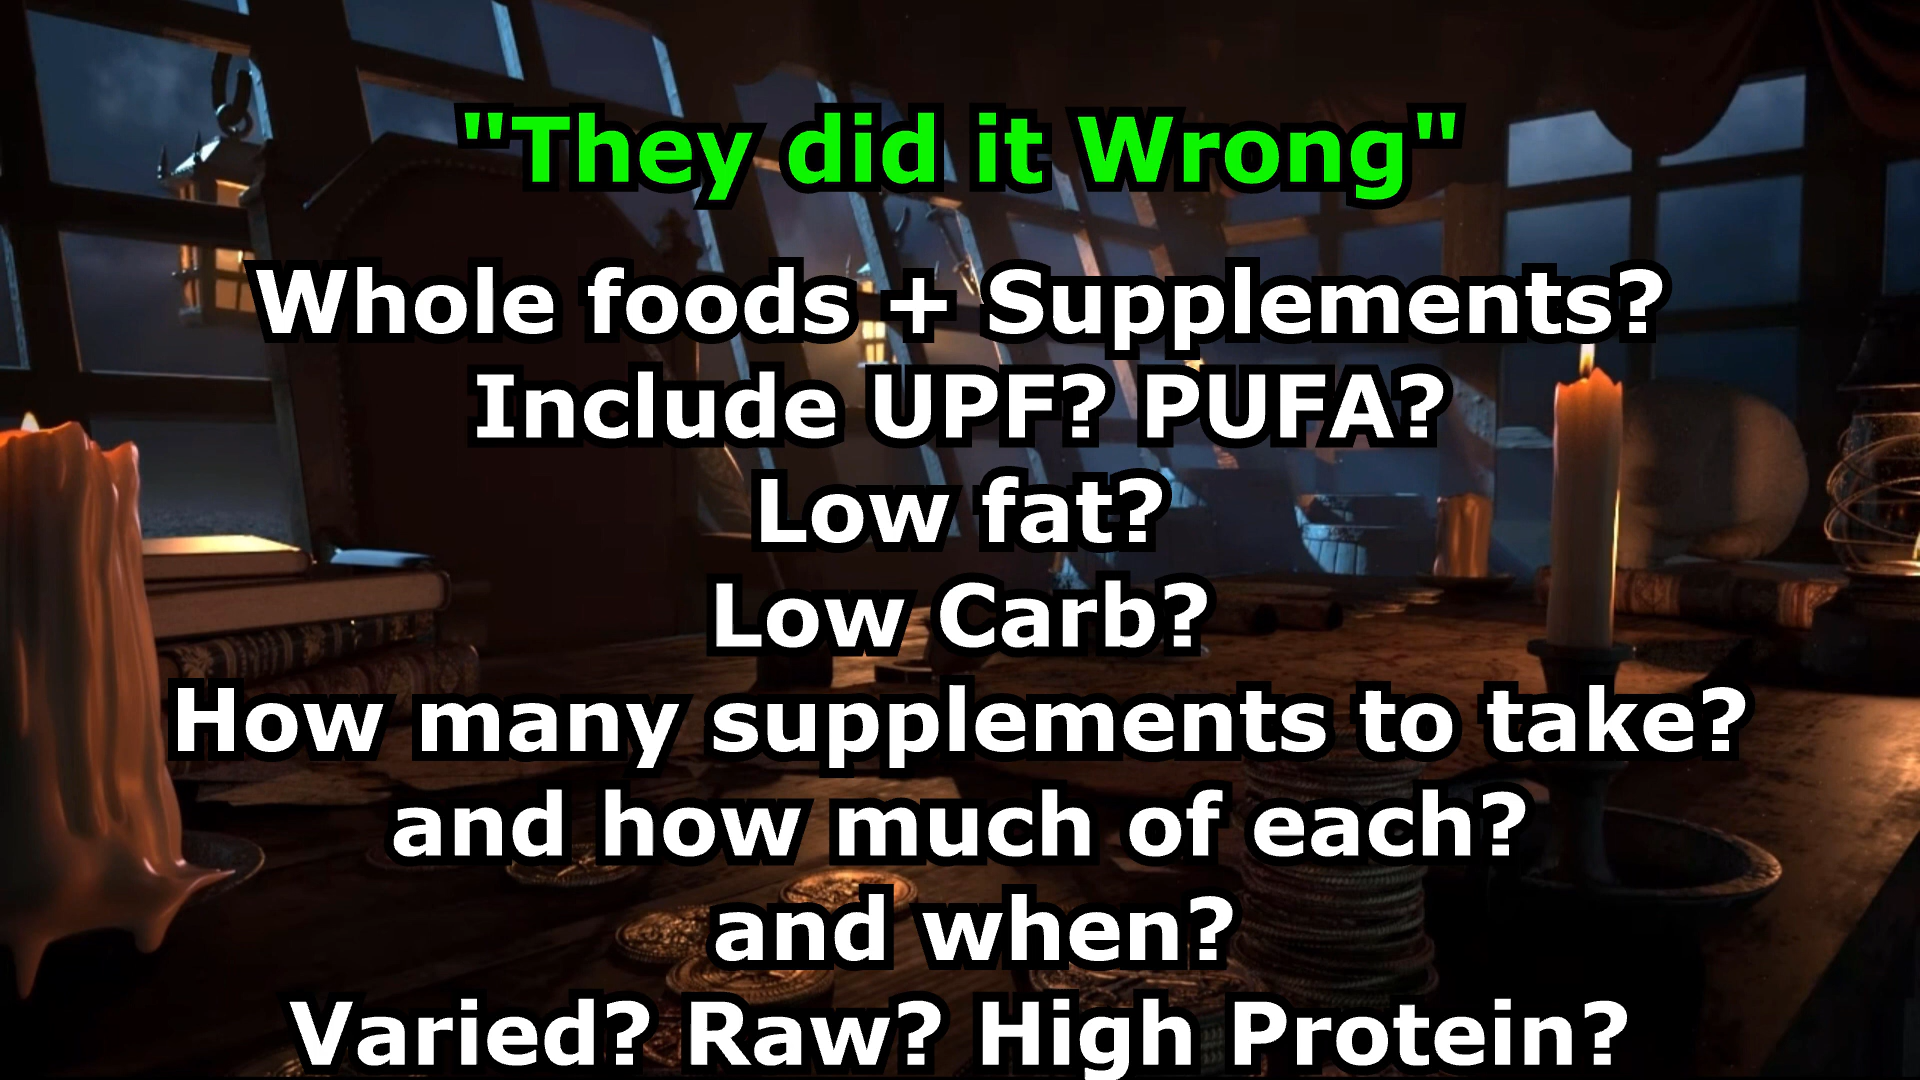 "They did it Wrong"
Whole foods + Supplements?
Include UPF? PUFA?
Low fat?
Low Carb?
How many supplements to take?
and how much of each?
and when?
Varied? Raw? High Protein?